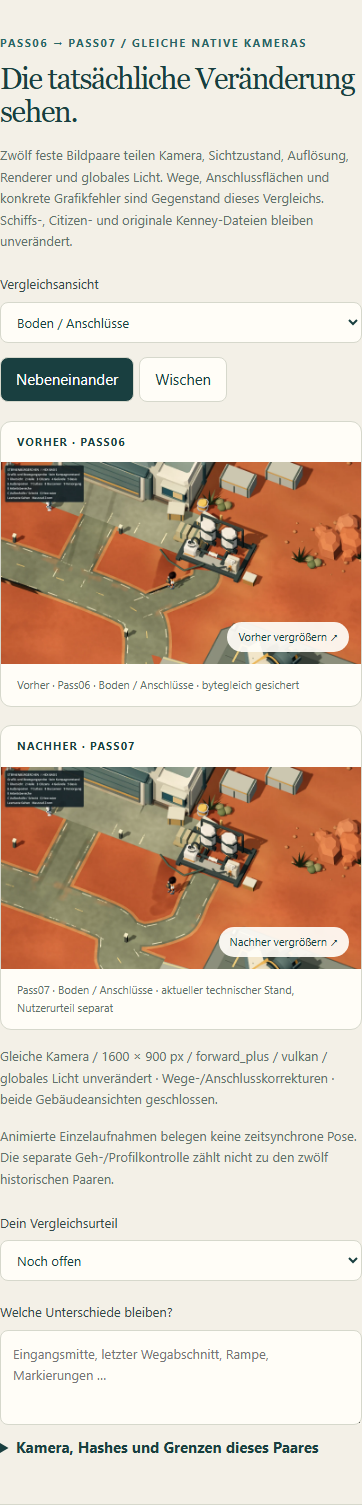 PASS06 → PASS07 / GLEICHE NATIVE KAMERAS
Die tatsächliche Veränderung
sehen.
Zwölf feste Bildpaare teilen Kamera, Sichtzustand, Auflösung,
Renderer und globales Licht. Wege, Anschlussflächen und
konkrete Grafikfehler sind Gegenstand dieses Vergleichs.
Schiffs-, Citizen- und originale Kenney-Dateien bleiben
unverändert.
Vergleichsansicht
Boden / Anschlüsse
Nebeneinander
Wischen
VORHER · PASS06
Vorher vergrößern ↗
Vorher · Pass06 · Boden / Anschlüsse · bytegleich gesichert
NACHHER · PASS07
Nachher vergrößern ↗
Pass07 · Boden / Anschlüsse · aktueller technischer Stand,
Nutzerurteil separat
Gleiche Kamera / 1600 × 900 px / forward_plus / vulkan /
globales Licht unverändert · Wege-/Anschlusskorrekturen ·
beide Gebäudeansichten geschlossen.
Animierte Einzelaufnahmen belegen keine zeitsynchrone Pose.
Die separate Geh-/Profilkontrolle zählt nicht zu den zwölf
historischen Paaren.
Dein Vergleichsurteil
Noch offen
Welche Unterschiede bleiben?
Eingangsmitte, letzter Wegabschnitt, Rampe,
Markierungen ...
Kamera, Hashes und Grenzen dieses Paares